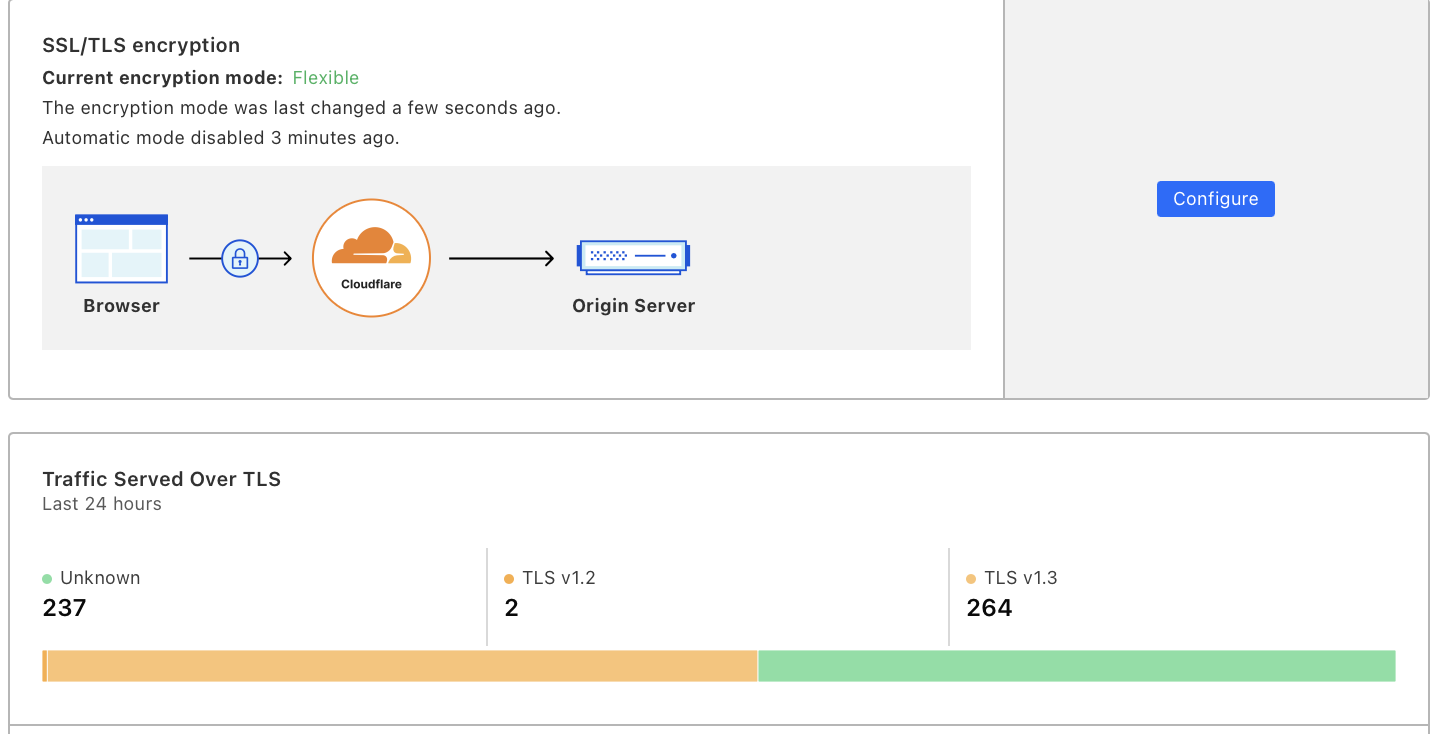 SSL/TLS encryption
Current encryption mode: Flexible
The encryption mode was last changed a few seconds ago.
Automatic mode disabled 3 minutes ago.
Configure
Cloudflare
Browser
Origin Server
Traffic Served Over TLS
Last 24 hours
Unknown
237
TLS v1.2
2
TLS v1.3
264